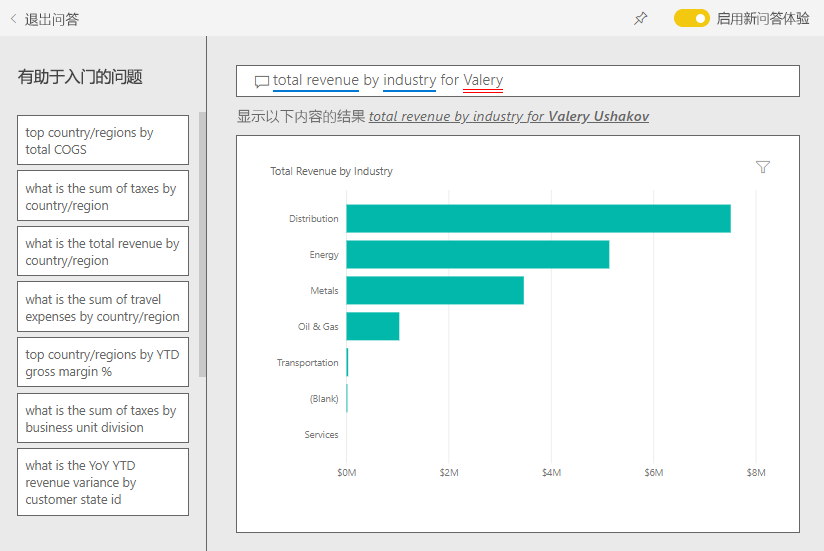 退出问答
启用新问答体验
有助于入门的问题
top country/regions by
total COGS
what is the sum of taxes by
country/region
what is the total revenue by
country/region
what is the sum of travel
expenses by country/region
top country/regions by YTD
gross margin %
what is the sum of taxes by
business unit division
what is the YoY YTD
revenue variance by
customer state id
total revenue by industry for Valery
显示以下内容的结果 total revenue by industry for Valery Ushakov
Total Revenue by Industry
Distribution
Energy
Metals
Oil & Gas
Transportation
(Blank)
Services
$0M $2M $4M $6M $8M